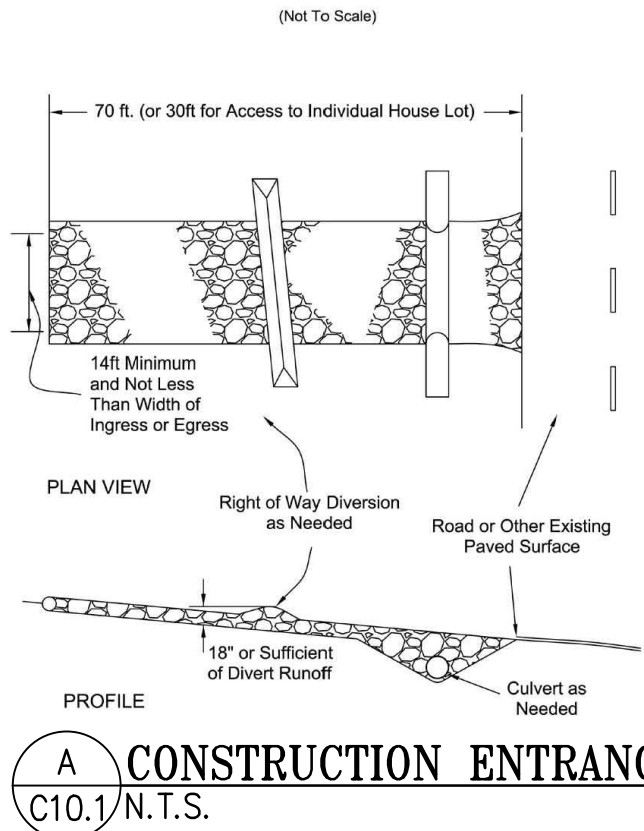 (Not To Scale)
70 ft. (or 30ft for Access to Individual House Lot)
14ft Minimum
and Not Less
Than Width of
Ingress or Egress
PLAN VIEW
Right of Way Diversion
as Needed
Road or Other Existing
Paved Surface
18" or Sufficient
of Divert Runoff
Culvert as
Needed
PROFILE
A
C10.1
CONSTRUCTION ENTRANC
N.T.S.